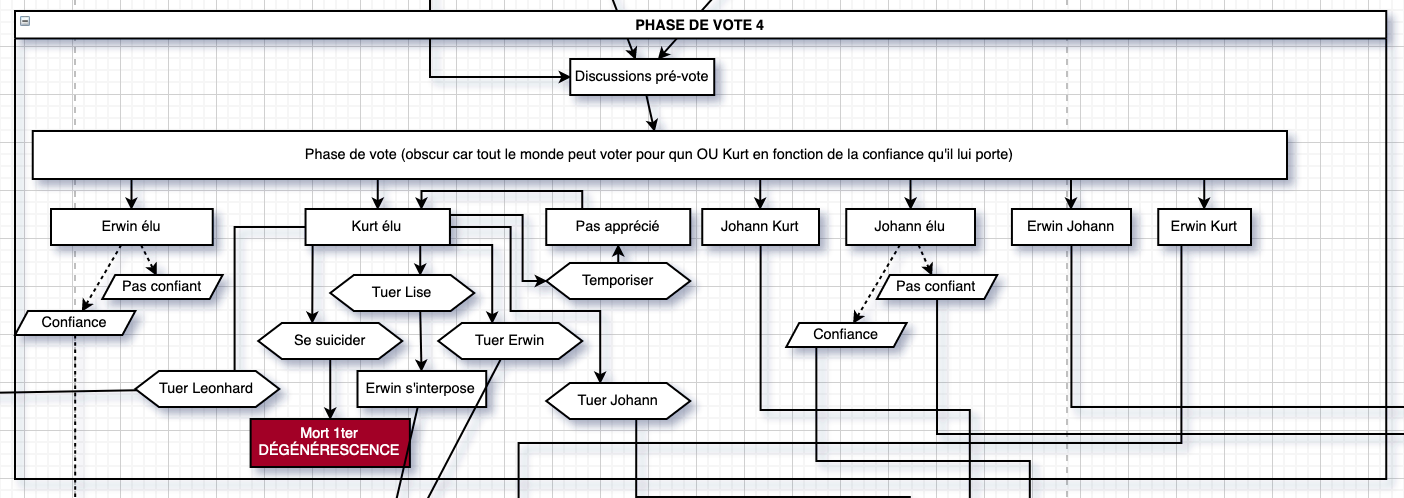 PHASE DE VOTE 4
Discussions pré-vote
Phase de vote (obscur car tout le monde peut voter pour qun OU Kurt en fonction de la confiance qu'il lui porte)
Erwin élu
Kurt élu
Pas apprécié
Johann Kurt
Johann élu
Erwin Johann
Erwin Kurt
Pas confiant
Tuer Lise
Temporiser
Pas confiant
Confiance
Se suicider
Tuer Erwin
Confiance
Tuer Leonhard
Erwin s'interpose
Tuer Johann
Mort 1ter
DÉGÉNÉRESCENCE